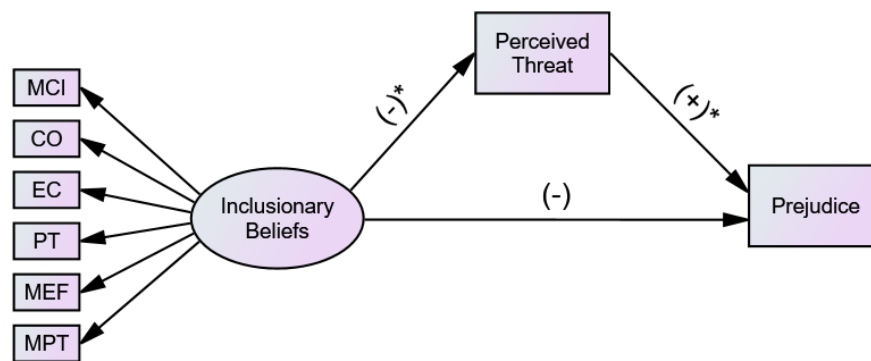 Perceived
Threat
MCI
CO
EC
PT
MEF
MPT
Inclusionary
Beliefs
(-)*
(+)*
(-)
Prejudice